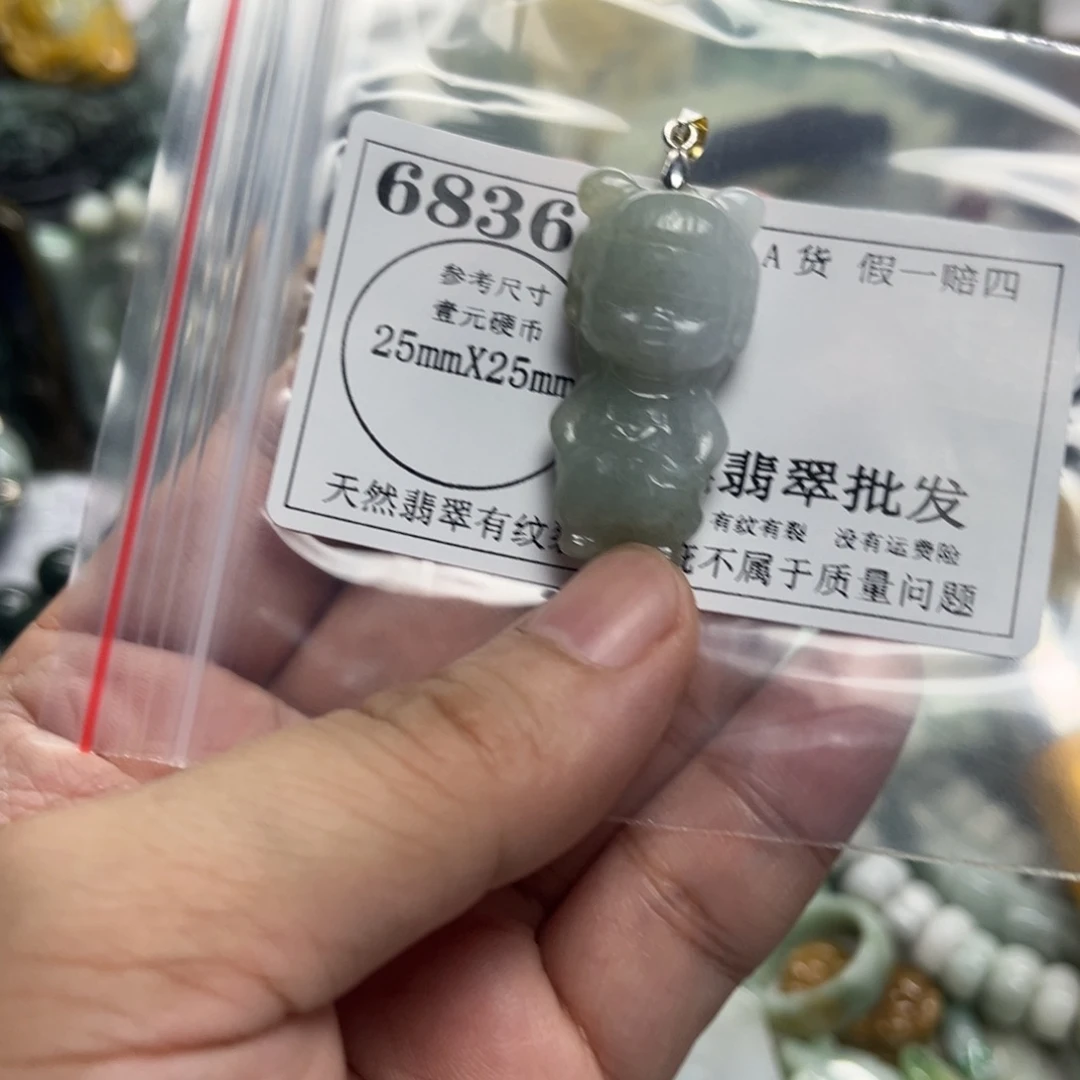 6836
A货 假一赔四
参考尺寸
壹元硬币
25mmX25mm
翡翠批发
有纹有裂 没有运费险
天然翡翠有纹
不属于质量问题